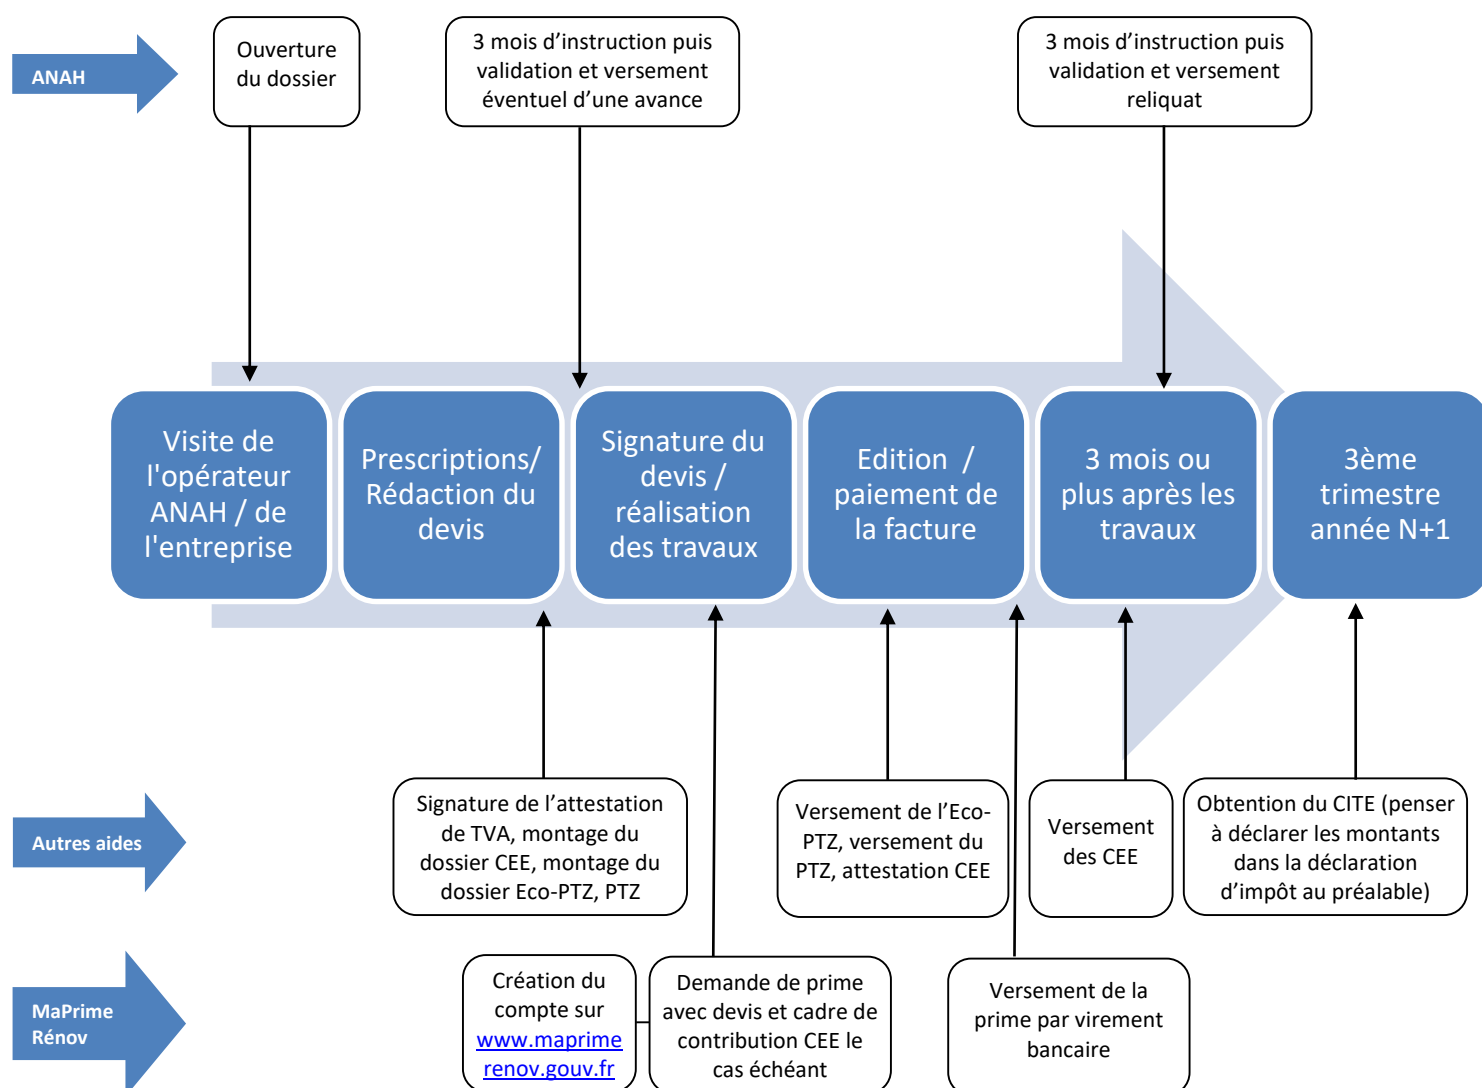 ANAH
Ouverture
du dossier
3 mois d’instruction puis
validation et versement
éventuel d’une avance
3 mois d’instruction puis
validation et versement
reliquat
Visite de
l'opérateur
ANAH / de
l'entreprise
Prescriptions/
Rédaction du
devis
Signature du
devis /
réalisation
des travaux
Edition /
paiement de
la facture
3 mois ou
plus après les
travaux
3ème
trimestre
année N+1
Autres aides
Signature de l’attestation
de TVA, montage du
dossier CEE, montage du
dossier Eco-PTZ, PTZ
Versement de l’Eco-
PTZ, versement du
PTZ, attestation CEE
Versement
des CEE
Obtention du CITE (penser
à déclarer les montants
dans la déclaration
d’impôt au préalable)
MaPrime
Rénov
Création du
compte sur
www.maprime
renov.gouv.fr
Demande de prime
avec devis et cadre de
contribution CEE le
cas échéant
Versement de la
prime par virement
bancaire